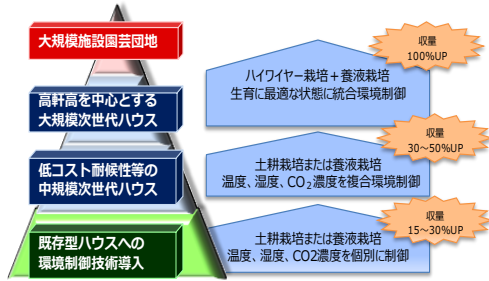 大規模施設園芸団地
高軒高を中心とする
大規模次世代ハウス
低コスト耐候性等の
中規模次世代ハウス
既存型ハウスへの
環境制御技術導入
ハイワイヤー栽培＋養液栽培
生育に最適な状態に統合環境制御
収量
100%UP
土耕栽培または養液栽培
温度、湿度、CO₂濃度を複合環境制御
収量
30～50%UP
土耕栽培または養液栽培
温度、湿度、CO2濃度を個別に制御
収量
15～30%UP